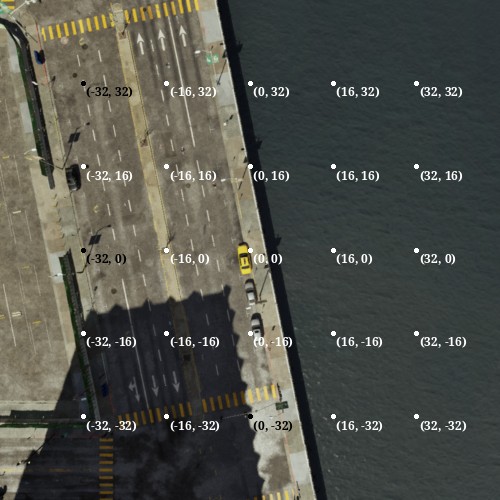 (-32, 32) (-16, 32) (0, 32) (16, 32) (32, 32)
(-32, 16) (-16, 16) (0, 16) (16, 16) (32, 16)
(-32, 0) (-16, 0) (0, 0) (16, 0) (32, 0)
(-32, -16) (-16, -16) (0, -16) (16, -16) (32, -16)
(-32, -32) (-16, -32) (0, -32) (16, -32) (32, -32)